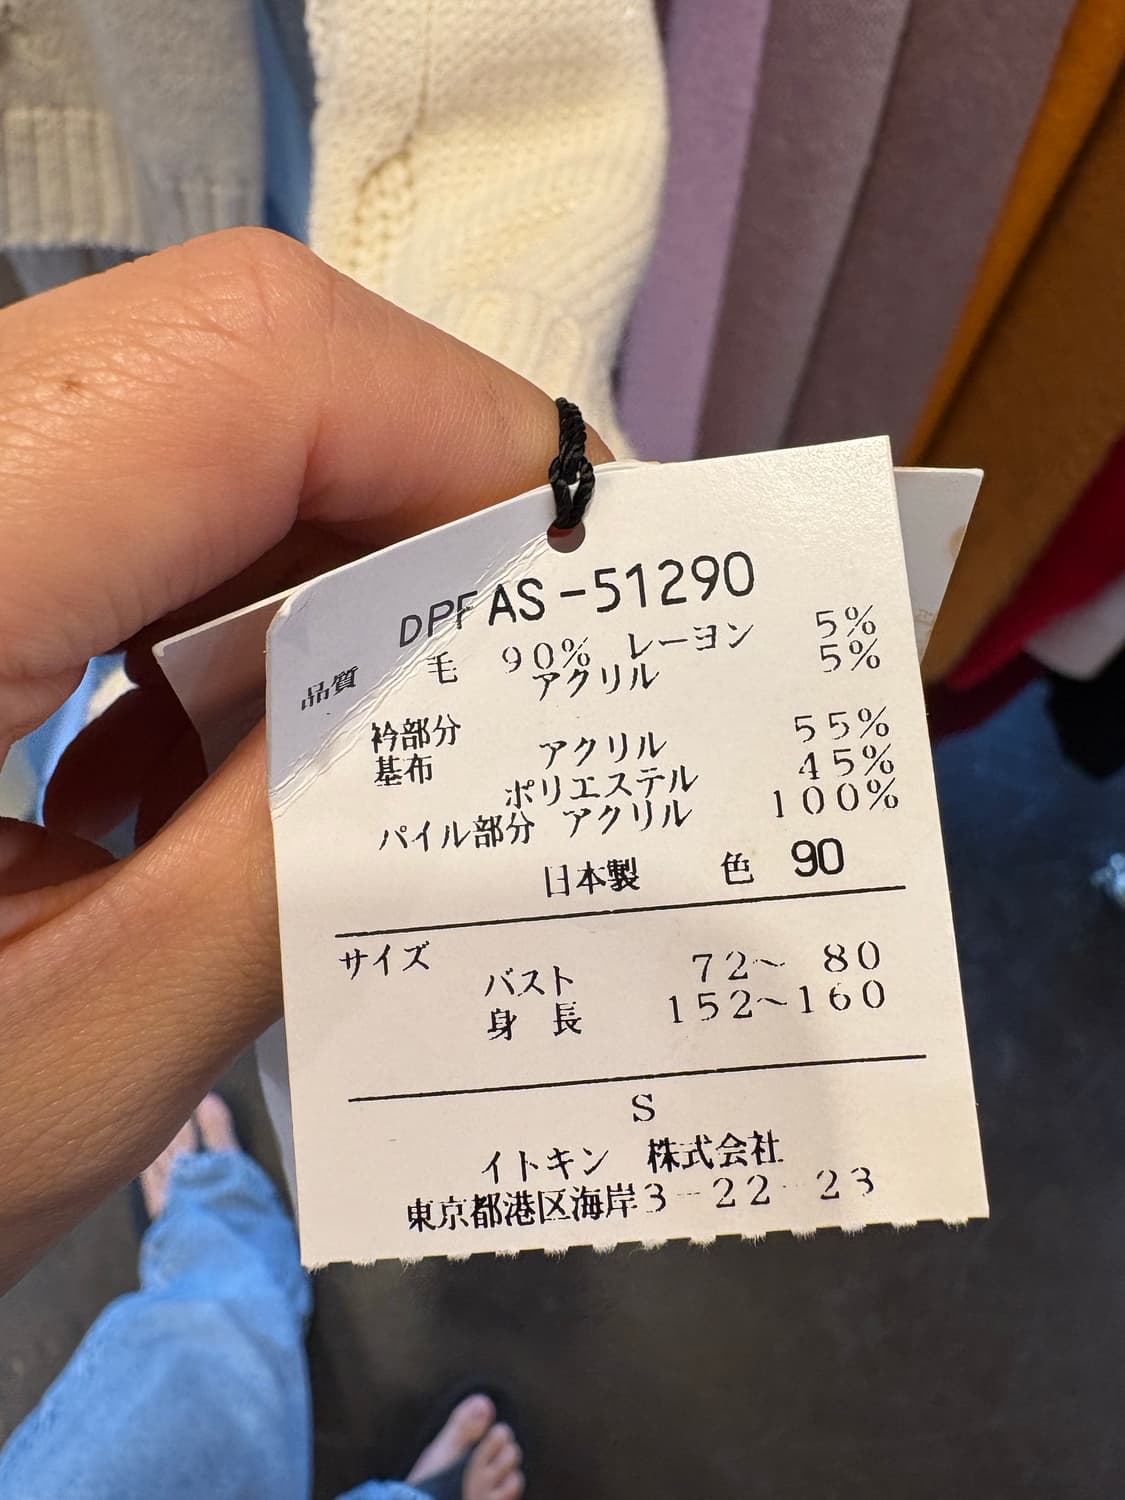 DPFAS-51290
品質 毛 90% レーヨン 5%
アクリル 5%
衿部分
基布 アクリル 55%
ポリエステル 45%
パイル部分 アクリル 100%
日本製 色 90
サイズ
バスト 72~ 80
身 長 152~160
S
イトキン 株式会社
東京都港区海岸3-22-23